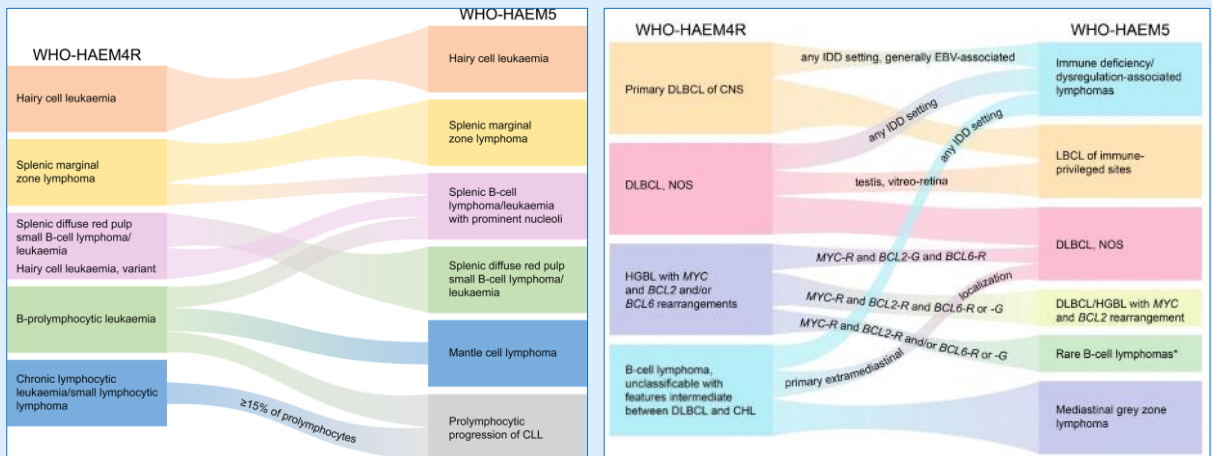 WHO-HAEM5
WHO-HAEM4R
Hairy cell leukaemia
Hairy cell leukaemia
Splenic marginal
zone lymphoma
Splenic marginal
zone lymphoma
Splenic B-cell
lymphoma/leukaemia
with prominent nucleoli
Splenic diffuse red pulp
small B-cell lymphoma/
leukaemia
Hairy cell leukaemia, variant
Splenic diffuse red pulp
small B-cell lymphoma/
leukaemia
B-prolymphocytic leukaemia
Mantle cell lymphoma
Chronic lymphocytic
leukaemia/small lymphocytic
lymphoma
≥15% of prolymphocytes
Prolymphocytic
progression of CLL
WHO-HAEM4R
WHO-HAEM5
Primary DLBCL of CNS
any IDD setting, generally EBV-associated
Immune deficiency/
dysregulation-associated
lymphomas
any IDD setting
any IDD setting
LBCL of immune-
privileged sites
DLBCL, NOS
testis, vitreo-retina
DLBCL, NOS
HGBL with MYC
and BCL2 and/or
BCL6 rearrangements
MYC-R and BCL2-G and BCL6-R
localization
MYC-R and BCL2-R and BCL6-R or -G
DLBCL/HGBL with MYC
and BCL2 rearrangement
MYC-R and BCL2-R and/or BCL6-R or -G
Rare B-cell lymphomas*
B-cell lymphoma,
unclassifiable with
features intermediate
between DLBCL and CHL
primary extramediastinal
Mediastinal grey zone
lymphoma